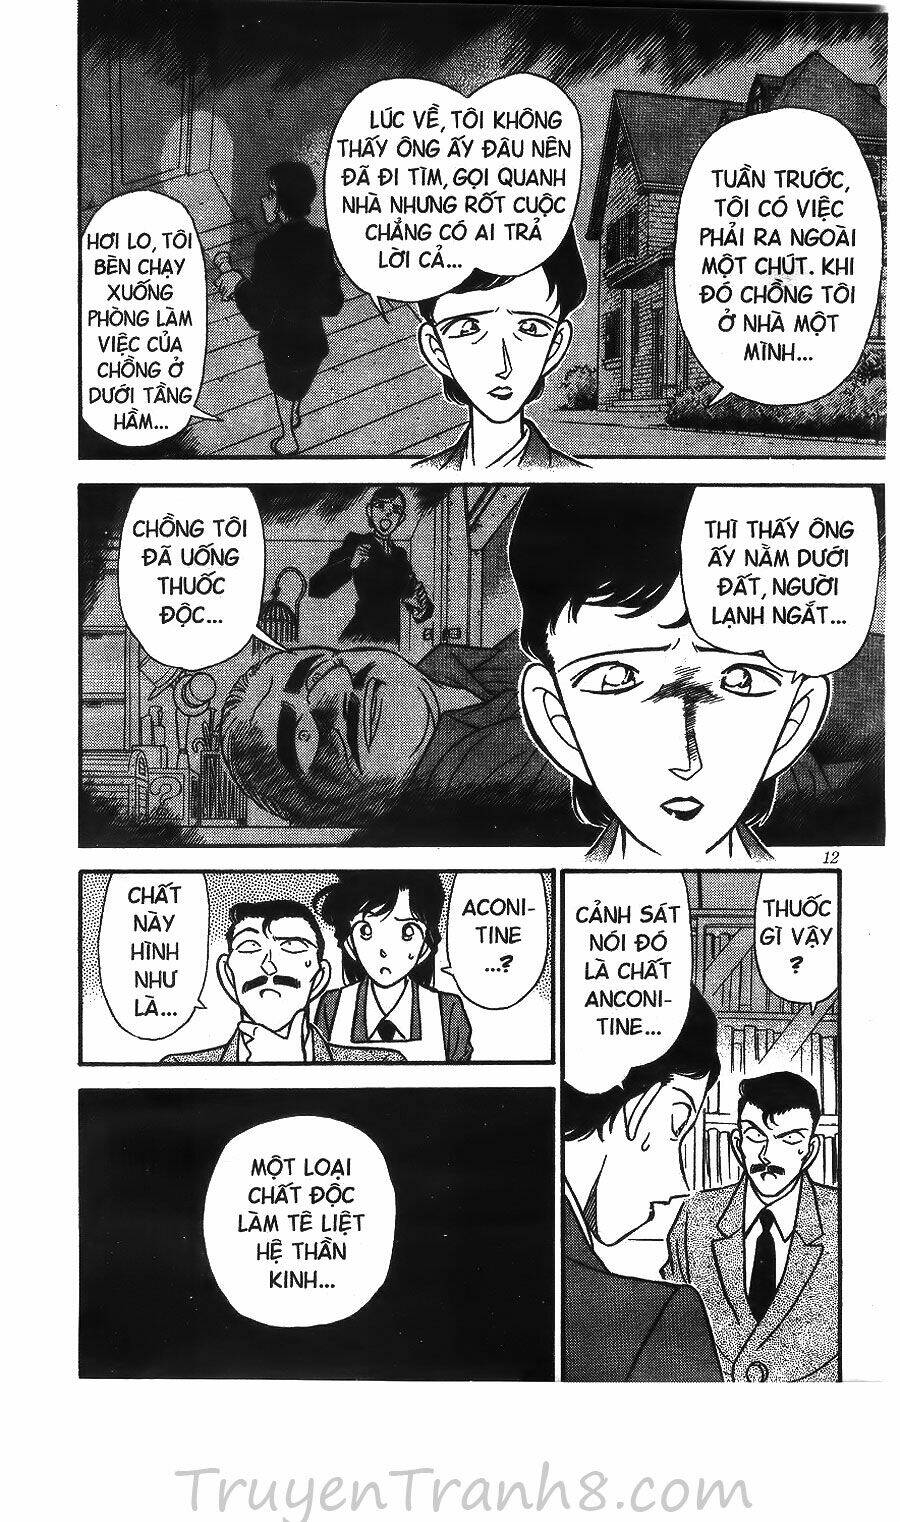 TUẦN TRƯỚC,
TÔI CÓ VIỆC
PHẢI RA NGOÀI
MỘT CHÚT. KHI
ĐÓ CHỒNG TÔI
Ở NHÀ MỘT
MÌNH...
LÚC VỀ, TÔI KHÔNG
THẤY ÔNG ẤY ĐÂU NÊN
ĐÃ ĐI TÌM, GỌI QUANH
NHÀ NHƯNG RỐT CUỘC
CHẲNG CÓ AI TRẢ
LỜI CẢ...
HƠI LO, TÔI
BÈN CHẠY
XUỐNG
PHÒNG LÀM
VIỆC CỦA
CHỒNG Ở
DƯỚI TẦNG
HẦM...
THÌ THẤY ÔNG
ẤY NẰM DƯỚI
ĐẤT, NGƯỜI
LẠNH NGẮT...
CHỒNG TÔI
ĐÃ UỐNG
THUỐC
ĐỘC...
12
THUỐC
GÌ VẬY
?
CẢNH SÁT
NÓI ĐÓ
LÀ CHẤT
ANCONI-
TINE...
ACONI-
TINE
...?
CHẤT
NÀY
HÌNH
NHƯ
LÀ...
MỘT LOẠI
CHẤT ĐỘC
LÀM TÊ LIỆT
HỆ THẦN
KINH...
TruyenTranh8.com